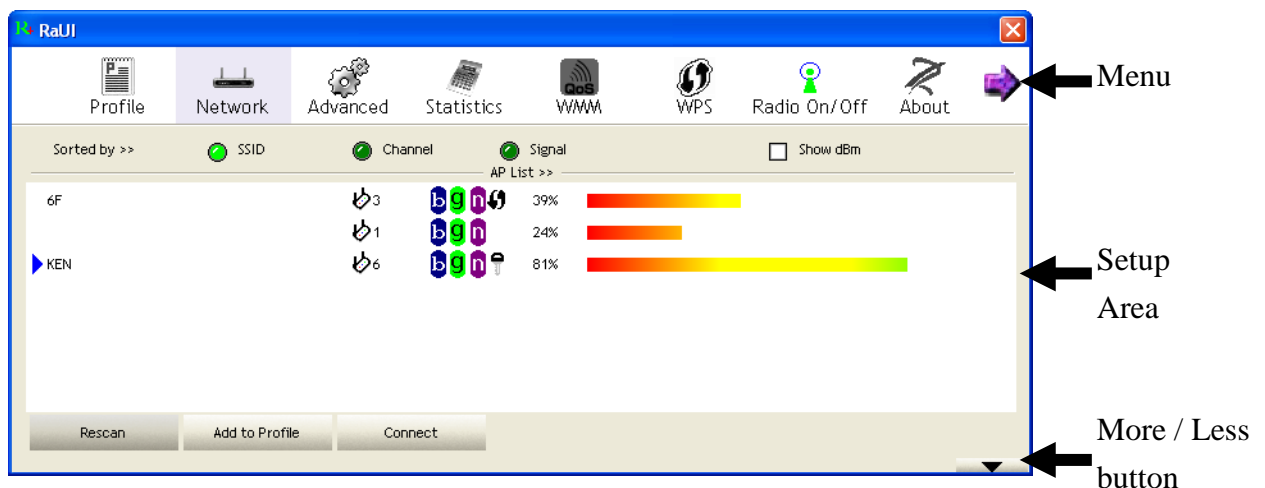 RaUI
Profile Network Advanced Statistics QoS WMM WPS Radio On/Off About
Menu
Sorted by >> SSID Channel Signal Show dBm
AP List >>
6F 3 b g n 39%
1 b g n 24%
KEN 6 b g n 81%
Setup
Area
Rescan Add to Profile Connect
More / Less
button